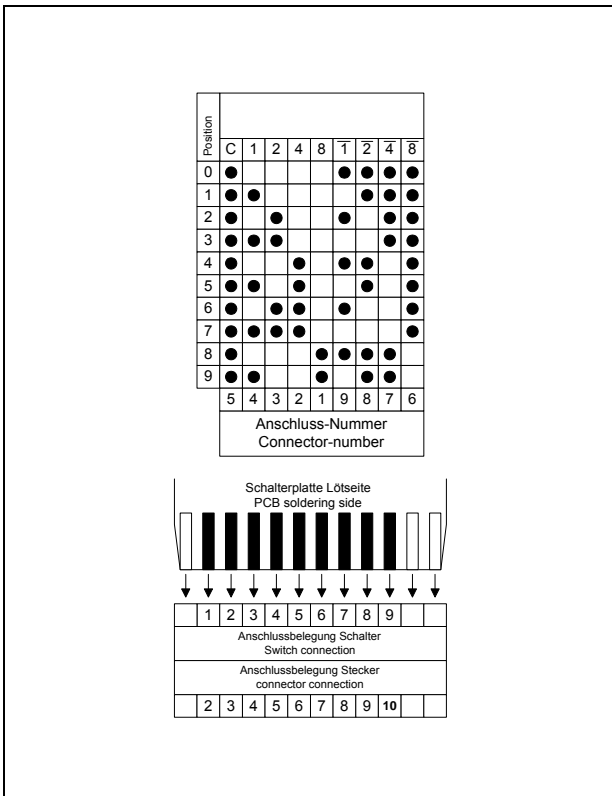 Position
C 1 2 4 8 1̅ 2̅ 4̅ 8̅
0 ● ● ● ● ●
1 ● ● ● ● ●
2 ● ● ● ● ●
3 ● ● ● ● ●
4 ● ● ● ● ●
5 ● ● ● ● ●
6 ● ● ● ● ●
7 ● ● ● ● ●
8 ● ● ● ● ●
9 ● ● ● ● ●
5 4 3 2 1 9 8 7 6
Anschluss-Nummer
Connector-number
Schalterplatte Lötseite
PCB soldering side
1 2 3 4 5 6 7 8 9
Anschlussbelegung Schalter
Switch connection
Anschlussbelegung Stecker
connector connection
2 3 4 5 6 7 8 9 10